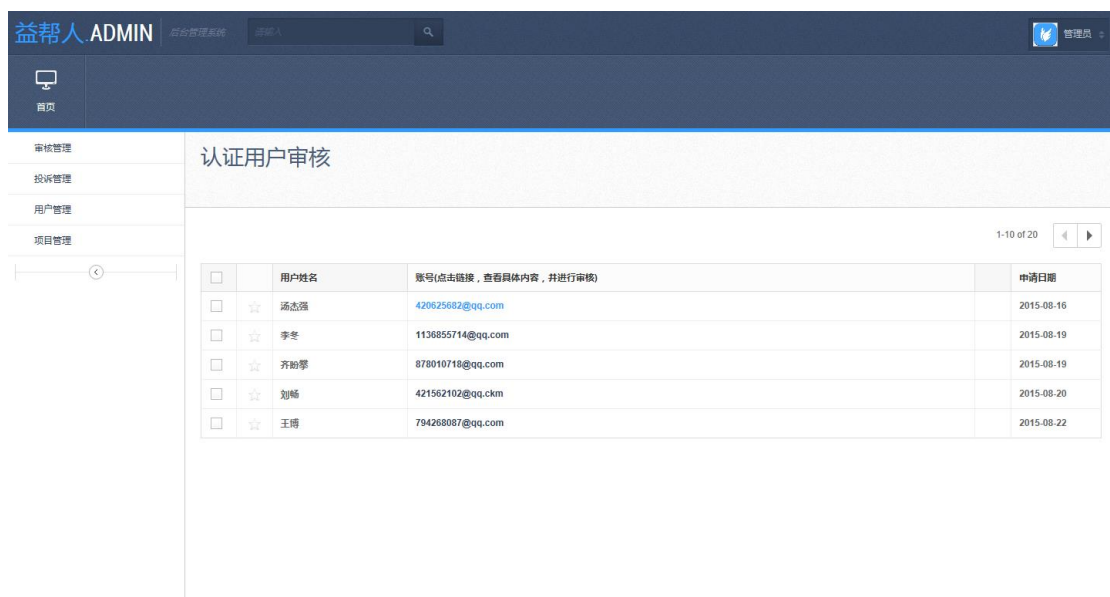 益帮人.ADMIN 后台管理系统 请输入 管理员
首页
审核管理
投诉管理
用户管理
项目管理
认证用户审核
1-10 of 20
用户姓名 账号(点击链接，查看具体内容，并进行审核) 申请日期
汤杰强 420625682@qq.com 2015-08-16
李冬 1136855714@qq.com 2015-08-19
齐盼攀 878010718@qq.com 2015-08-19
刘畅 421562102@qq.ckm 2015-08-20
王博 794268087@qq.com 2015-08-22